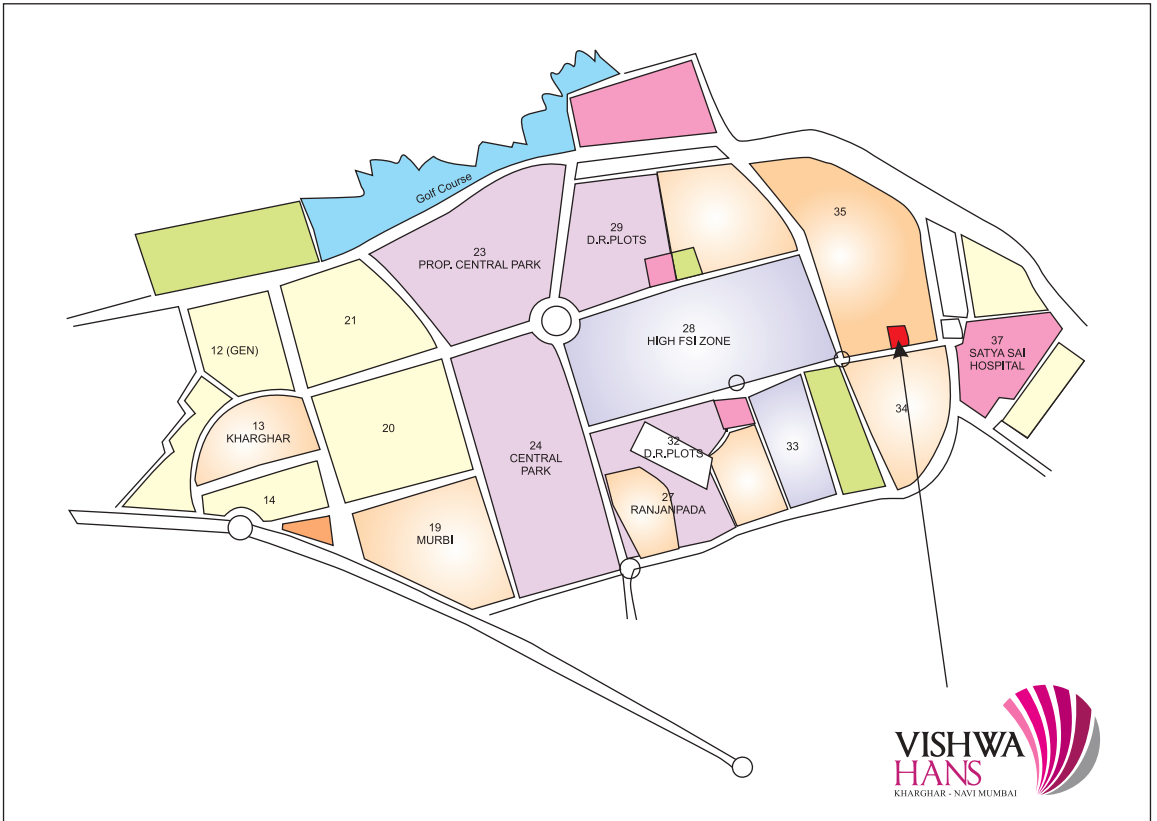 Golf Course
35
29
D.R.PLOTS
23
PROP. CENTRAL PARK
21
12 (GEN)
28
HIGH FSI ZONE
37
SATYA SAI
HOSPITAL
34
13
KHARGHAR
20
24
CENTRAL
PARK
32
D.R.PLOTS
33
14
27
RANJANPADA
19
MURBI
VISHWA
HANS
KHARGHAR - NAVI MUMBAI